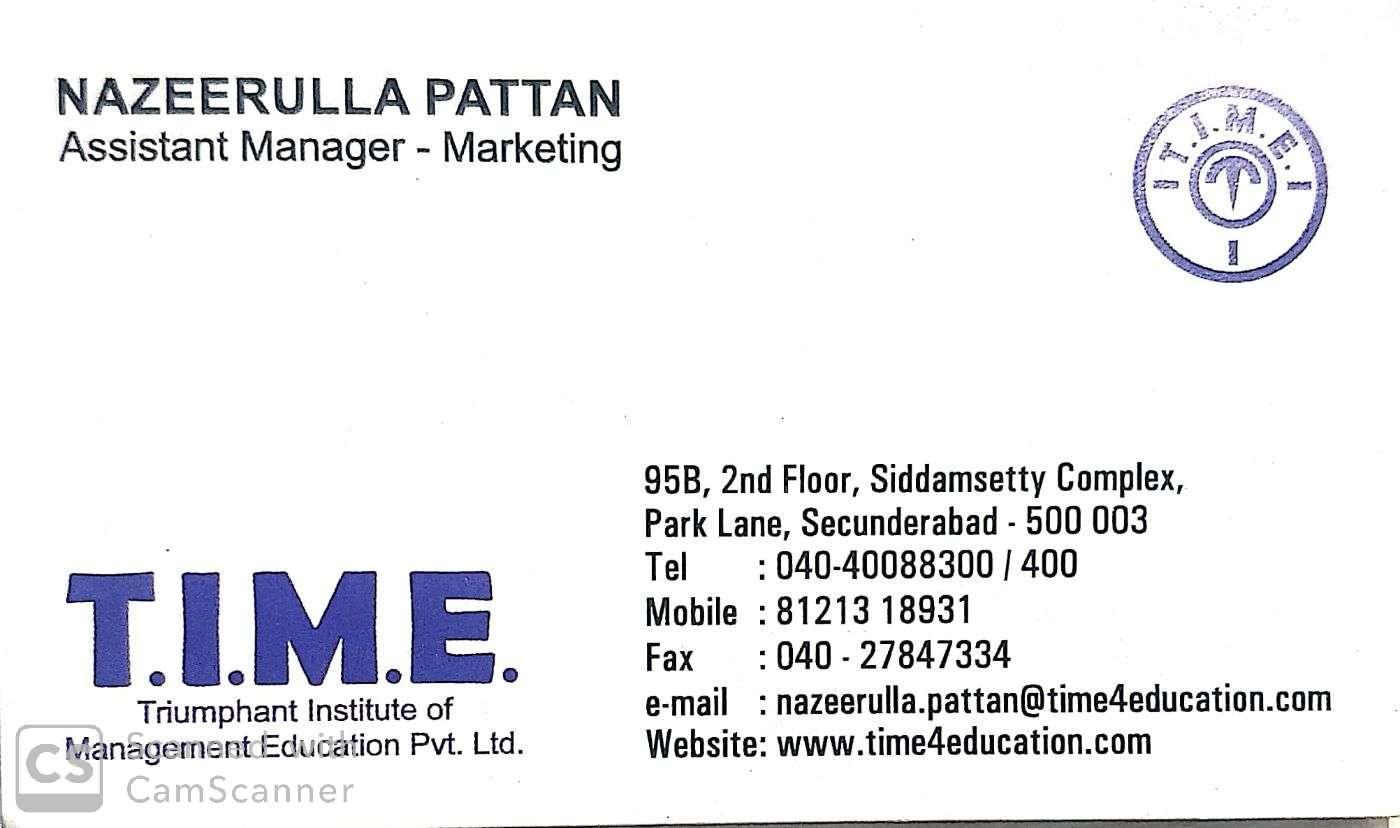 NAZEERULLA PATTAN
Assistant Manager - Marketing
T.I.M.E.
T
95B, 2nd Floor, Siddamsetty Complex,
Park Lane, Secunderabad - 500 003
Tel : 040-40088300 / 400
Mobile : 81213 18931
Fax : 040 - 27847334
e-mail : nazeerulla.pattan@time4education.com
Website: www.time4education.com
T.I.M.E.
Triumphant Institute of
Management Education Pvt. Ltd.
CS
Scanned with
CamScanner